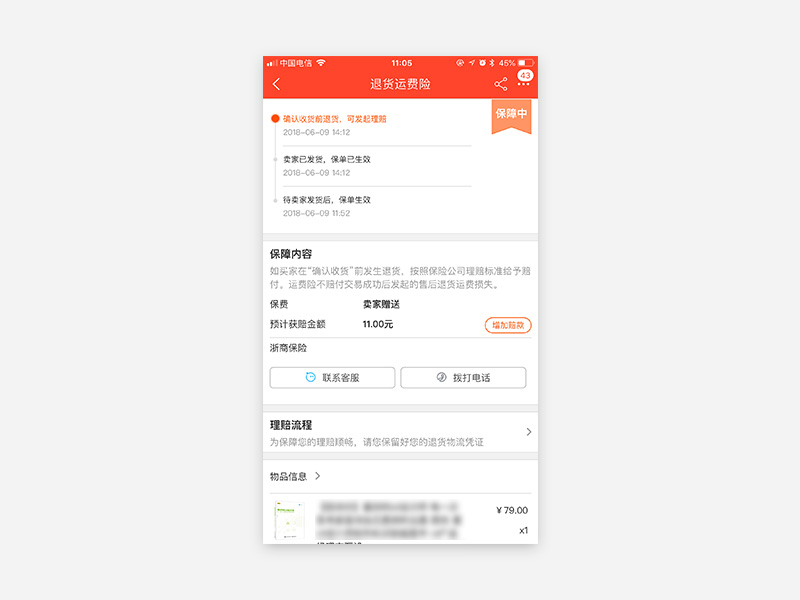 中国电信
11:05
45%
退货运费险
43
保障中
确认收货前退货，可发起理赔
2018-06-09 14:12
卖家已发货，保单已生效
2018-06-09 14:12
待卖家发货后，保单生效
2018-06-09 11:52
保障内容
如买家在“确认收货”前发生退货，按照保险公司理赔标准给予赔
付。运费险不赔付交易成功后发起的售后退货运费损失。
保费 卖家赠送
预计获赔金额 11.00元 增加赔款
浙商保险
联系客服 拨打电话
理赔流程
为保障您的理赔顺畅，请您保留好您的退货物流凭证
物品信息
¥ 79.00
x1